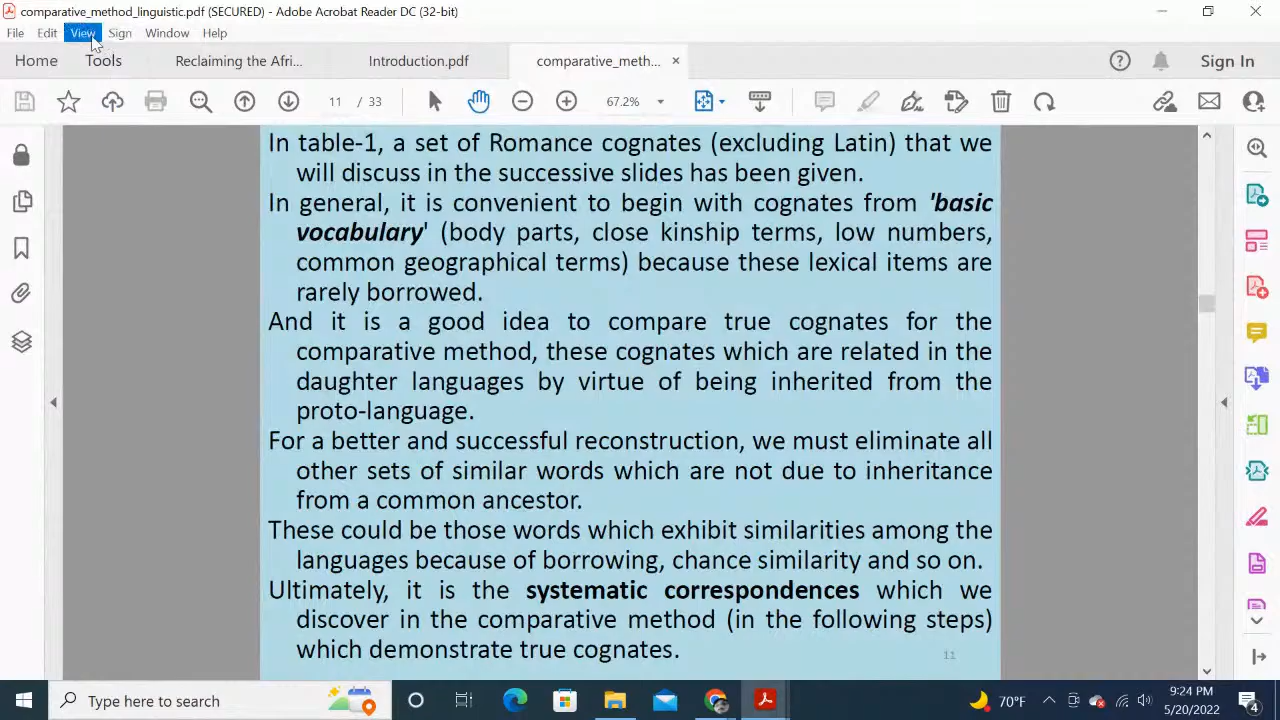 comparative_method_linguistic.pdf (SECURED) - Adobe Acrobat Reader DC (32-bit)
File Edit View Sign Window Help
Home Tools Reclaiming the Afri... Introduction.pdf comparative_meth... ×
Sign In
11 / 33 67.2%
In table-1, a set of Romance cognates (excluding Latin) that we
will discuss in the successive slides has been given.
In general, it is convenient to begin with cognates from 'basic
vocabulary' (body parts, close kinship terms, low numbers,
common geographical terms) because these lexical items are
rarely borrowed.
And it is a good idea to compare true cognates for the
comparative method, these cognates which are related in the
daughter languages by virtue of being inherited from the
proto-language.
For a better and successful reconstruction, we must eliminate all
other sets of similar words which are not due to inheritance
from a common ancestor.
These could be those words which exhibit similarities among the
languages because of borrowing, chance similarity and so on.
Ultimately, it is the systematic correspondences which we
discover in the comparative method (in the following steps)
which demonstrate true cognates.
11
Type here to search
70°F
9:24 PM
5/20/2022
4